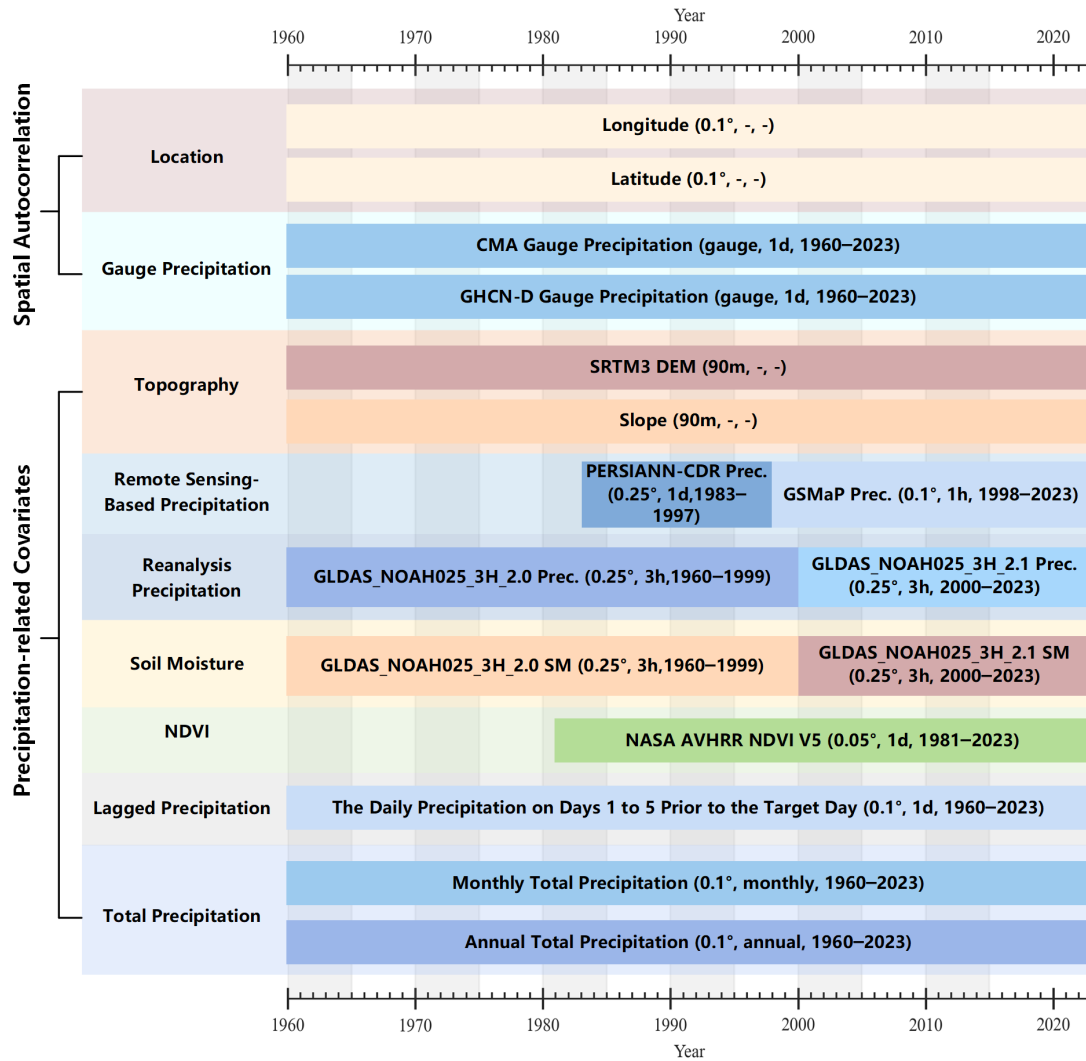 Year
1960 1970 1980 1990 2000 2010 2020
Spatial Autocorrelation
Location
Longitude (0.1°, -, -)
Latitude (0.1°, -, -)
Gauge Precipitation
CMA Gauge Precipitation (gauge, 1d, 1960–2023)
GHCN-D Gauge Precipitation (gauge, 1d, 1960–2023)
Precipitation-related Covariates
Topography
SRTM3 DEM (90m, -, -)
Slope (90m, -, -)
Remote Sensing-
Based Precipitation
PERSIANN-CDR Prec.
(0.25°, 1d,1983–
1997)
GSMaP Prec. (0.1°, 1h, 1998–2023)
Reanalysis
Precipitation
GLDAS_NOAH025_3H_2.0 Prec. (0.25°, 3h,1960–1999)
GLDAS_NOAH025_3H_2.1 Prec.
(0.25°, 3h, 2000–2023)
Soil Moisture
GLDAS_NOAH025_3H_2.0 SM (0.25°, 3h,1960–1999)
GLDAS_NOAH025_3H_2.1 SM
(0.25°, 3h, 2000–2023)
NDVI
NASA AVHRR NDVI V5 (0.05°, 1d, 1981–2023)
Lagged Precipitation
The Daily Precipitation on Days 1 to 5 Prior to the Target Day (0.1°, 1d, 1960–2023)
Total Precipitation
Monthly Total Precipitation (0.1°, monthly, 1960–2023)
Annual Total Precipitation (0.1°, annual, 1960–2023)
1960 1970 1980 1990 2000 2010 2020
Year